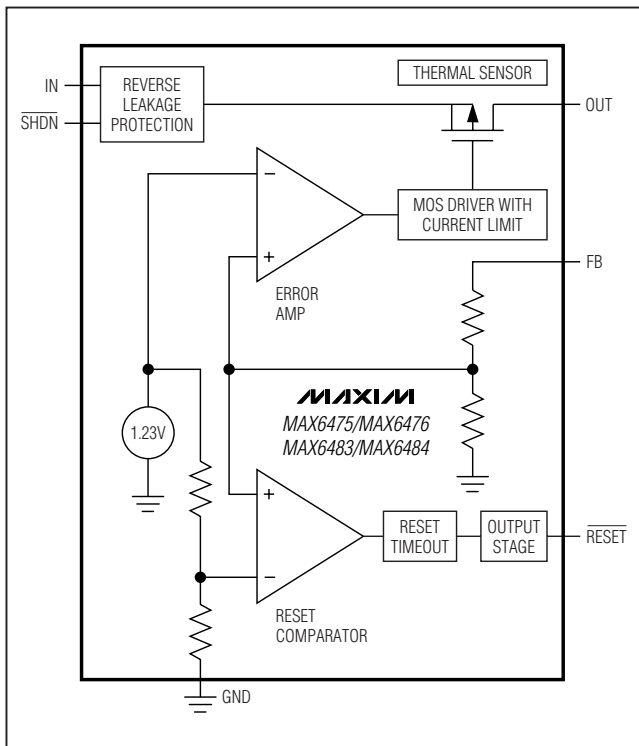 IN
SHDN
REVERSE
LEAKAGE
PROTECTION
THERMAL SENSOR
OUT
MOS DRIVER WITH
CURRENT LIMIT
−
+
ERROR
AMP
FB
1.23V
MAXIM
MAX6475/MAX6476
MAX6483/MAX6484
+
−
RESET
COMPARATOR
RESET
TIMEOUT
OUTPUT
STAGE
RESET
GND